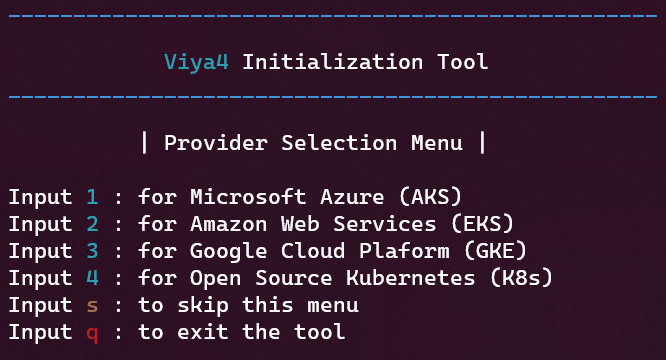 Viya4 Initialization Tool
| Provider Selection Menu |
Input 1 : for Microsoft Azure (AKS)
Input 2 : for Amazon Web Services (EKS)
Input 3 : for Google Cloud Plaform (GKE)
Input 4 : for Open Source Kubernetes (K8s)
Input s : to skip this menu
Input q : to exit the tool